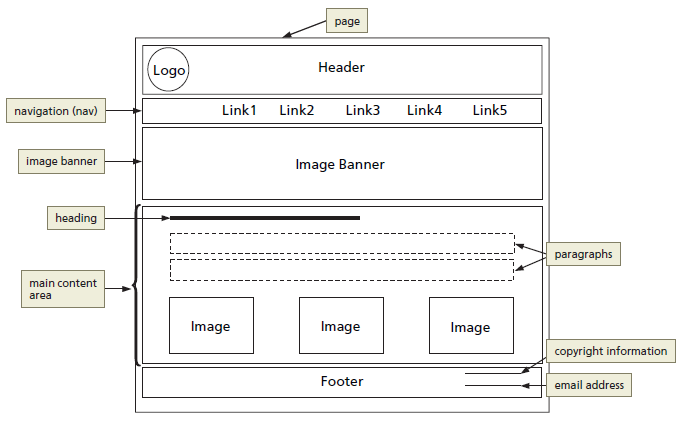 page
Logo
Header
navigation (nav)
Link1 Link2 Link3 Link4 Link5
image banner
Image Banner
heading
paragraphs
main content
area
Image Image Image
copyright information
Footer
email address